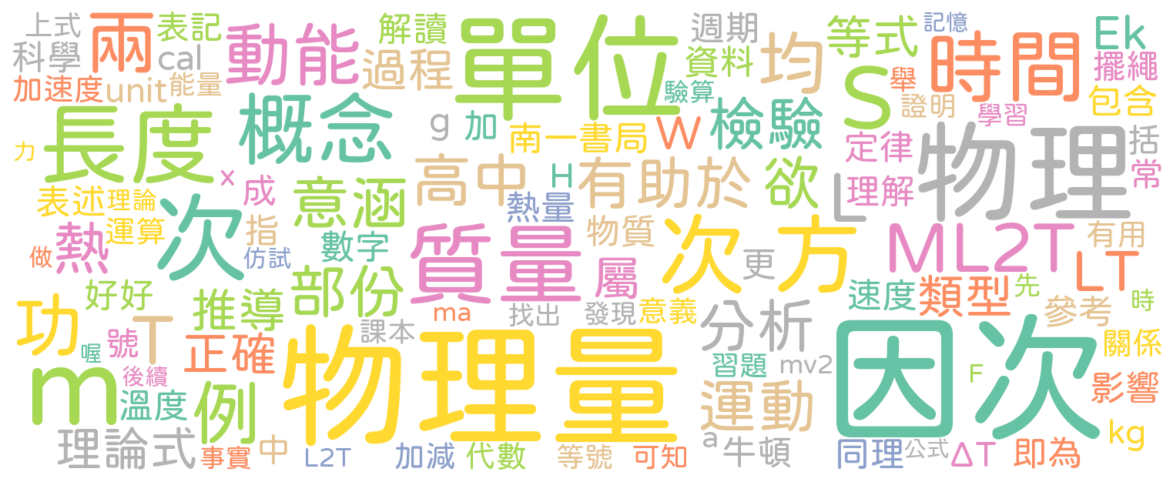 上式
兩
表記
動能
解讀
單位
週期
均
等式
記憶
Ek
科學
cal
過程
資料
S
舉
時間
擺繩
加速度
unit
能量
驗算
證明
學習
包含
長度
概念
g
加
南一書局
W
檢驗
定律
物理
括
力
x
成
高中
H
有助於
欲
L
理解
常
表述
理論
次
意涵
熱量
質量
物質
次方
ML2T
有用
運算
指
數字
屬
更
LT
做
熱
仿試
部份
速度
類型
先
時
好好
推導
ma
找出
發現
意義
分析
參考
功
喔
號
T
正確
課本
物理量
習題
mv2
因次
關係
m
後續
溫度
例
運動
F
影響
kg
理論式
事實
中
L2T
加減
代數
等號
可知
a
牛頓
同理
公式
ΔT
即為